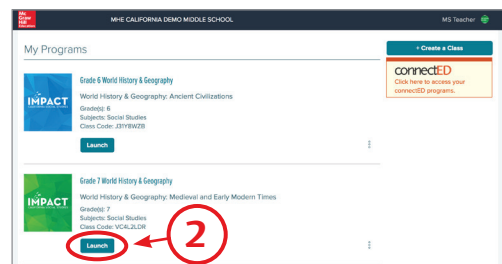 Mc
Graw
Hill
Education
MHE CALIFORNIA DEMO MIDDLE SCHOOL
MS Teacher
My Programs
+ Create a Class
connectED
Click here to access your
connectED programs.
IMPACT
Grade 6 World History & Geography
World History & Geography: Ancient Civilizations
Grade(s): 6
Subjects: Social Studies
Class Code: J31Y8WZB
Launch
IMPACT
Grade 7 World History & Geography
World History & Geography: Medieval and Early Modern Times
Grade(s): 7
Subjects: Social Studies
Class Code: VC4L2LDR
Launch
2